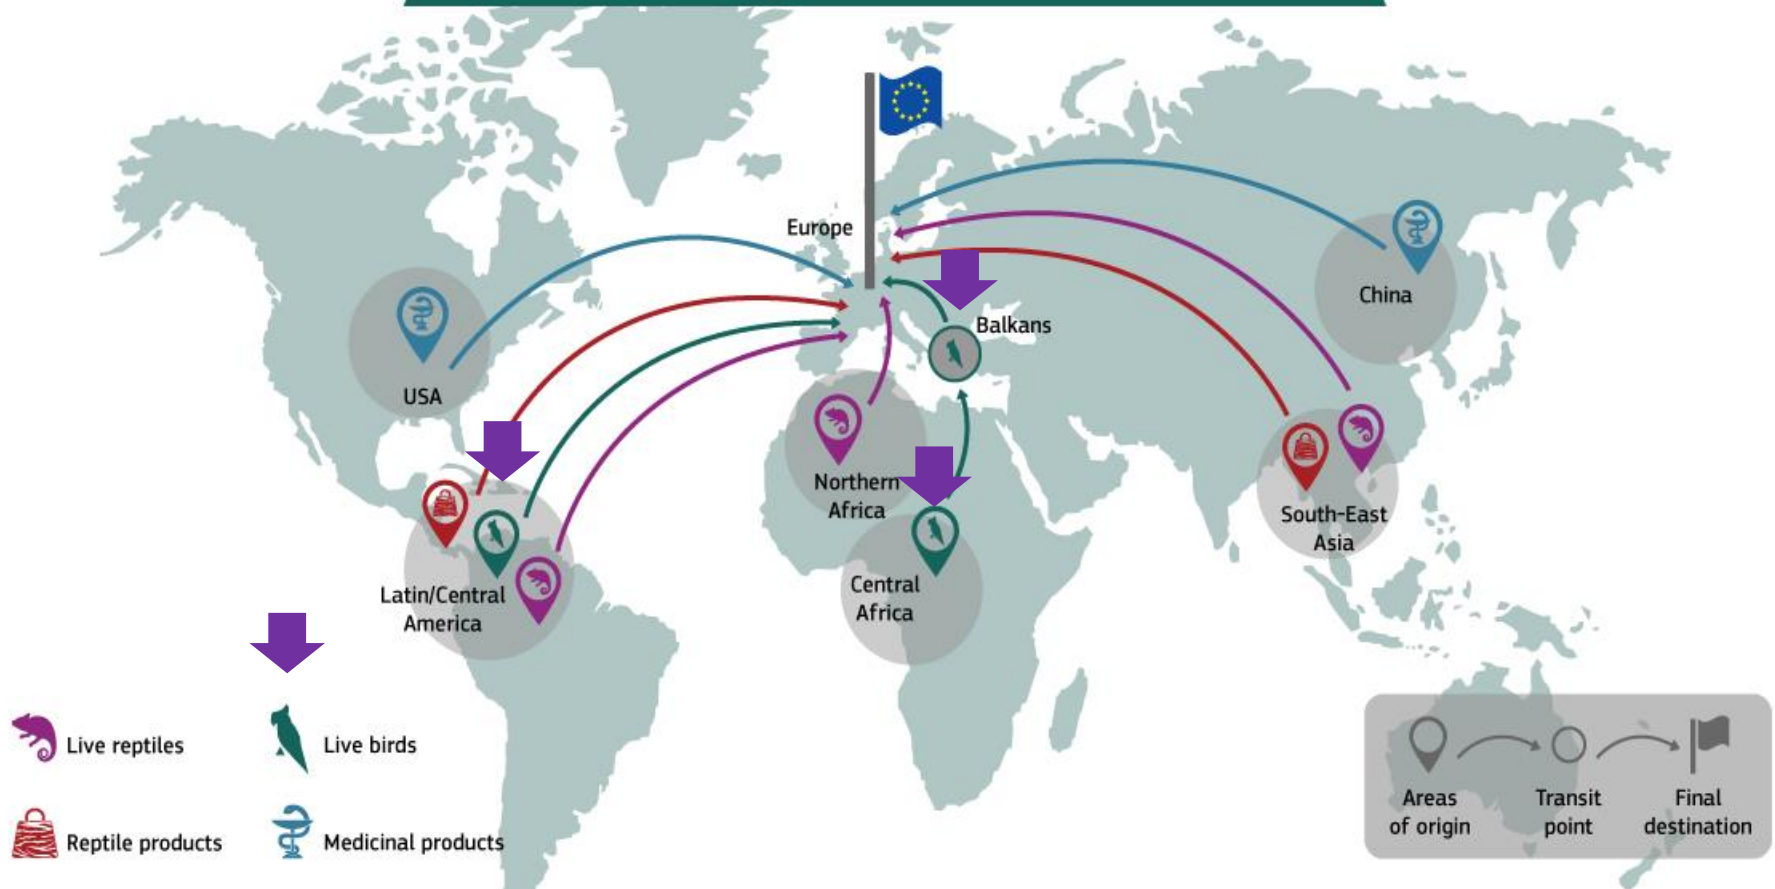 Europe
Balkans
China
USA
Northern
Africa
South-East
Asia
Latin/Central
America
Central
Africa
Live reptiles
Live birds
Reptile products
Medicinal products
Areas
of origin
Transit
point
Final
destination